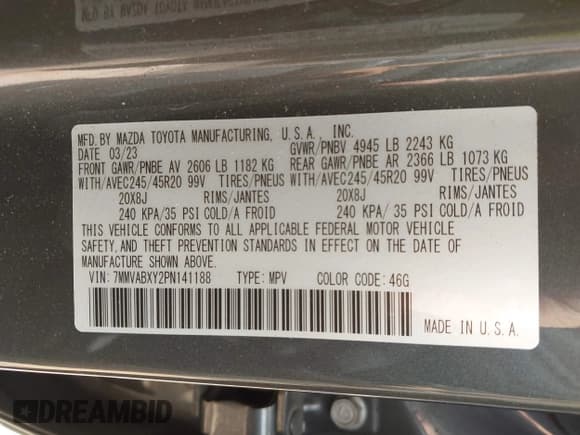 MFD.BY MAZDA TOYOTA MANUFACTURING, U.S.A., INC.
DATE 03/23 GVWR/PNBV 4945 LB 2243 KG
FRONT GAWR/PNBE AV 2606 LB 1182 KG REAR GAWR/PNBE AR 2366 LB 1073 KG
WITH/AVEC245/45R20 99V TIRES/PNEUS WITH/AVEC245/45R20 99V TIRES/PNEUS
20X8J RIMS/JANTES 20X8J RIMS/JANTES
240 KPA/35 PSI COLD/A FROID 240 KPA/ 35 PSI COLD/A FROID
THIS VEHICLE CONFORMS TO ALL APPLICABLE FEDERAL MOTOR VEHICLE
SAFETY,AND THEFT PREVENTION STANDARDS IN EFFECT ON THE DATE OF
MANUFACTURE SHOWN ABOVE.
VIN:7MMVABXY2PN141188 TYPE:MPV COLOR CODE:46G
MADE IN U.S.A.
DREAMBID